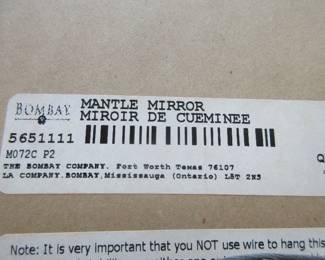 BOMBAY
MANTLE MIRROR
MIROIR DE CUEMINEE
5651111
M072C P2
THE BOMBAY COMPANY. Fort Worth Temas 76107
LA COMPANY.BOMBAY,Mississauga (Ontario) L5T 2N3
Q
Note: It is very important that you NOT use wire to hang this